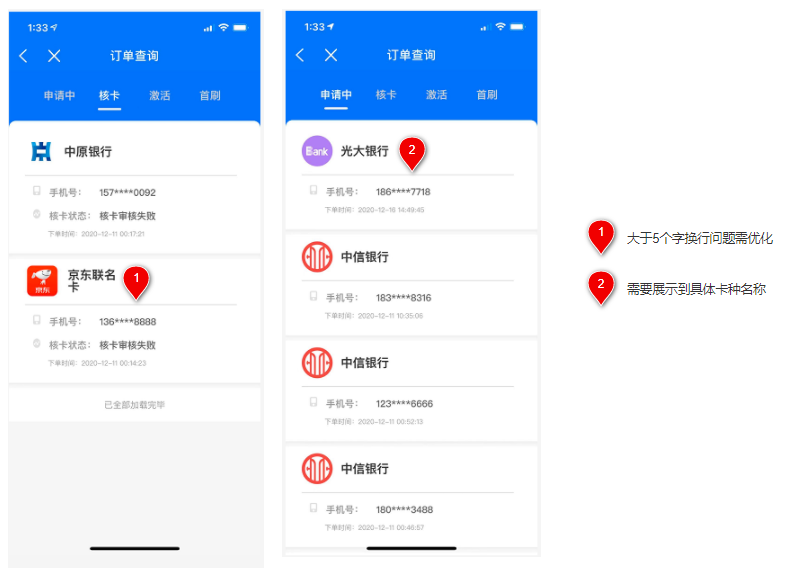 1:33
订单查询
申请中 核卡 激活 首刷
中原银行
手机号： 157****0092
核卡状态： 核卡审核失败
下单时间：2020-12-11 00:17:21
京东
京东联名
卡
1
手机号： 136****8888
核卡状态： 核卡审核失败
下单时间：2020-12-11 00:14:23
已全部加载完毕
1:33
订单查询
申请中 核卡 激活 首刷
Bank
光大银行
2
手机号： 186****7718
下单时间：2020-12-16 14:49:45
中信银行
手机号： 183****8316
下单时间：2020-12-11 10:35:06
中信银行
手机号： 123****6666
下单时间：2020-12-11 00:52:13
中信银行
手机号： 180****3488
下单时间：2020-12-11 00:46:57
1 大于5个字换行问题需优化
2 需要展示到具体卡种名称